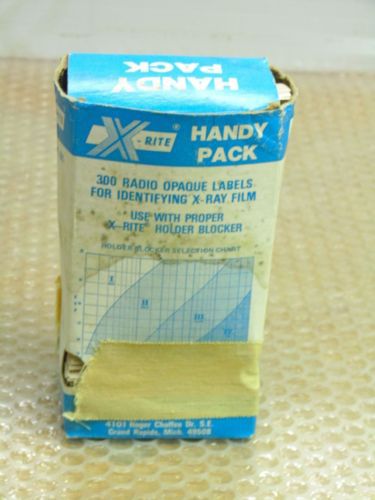 HANDY
PACK
X-RITE®
HANDY
PACK
300 RADIO OPAQUE LABELS
FOR IDENTIFYING X-RAY FILM
USE WITH PROPER
X-RITE® HOLDER BLOCKER
HOLDER BLOCKER SELECTION CHART
I
II
III
IV
4101 Roger Chaffee Dr. S.E.
Grand Rapids, Mich. 49508